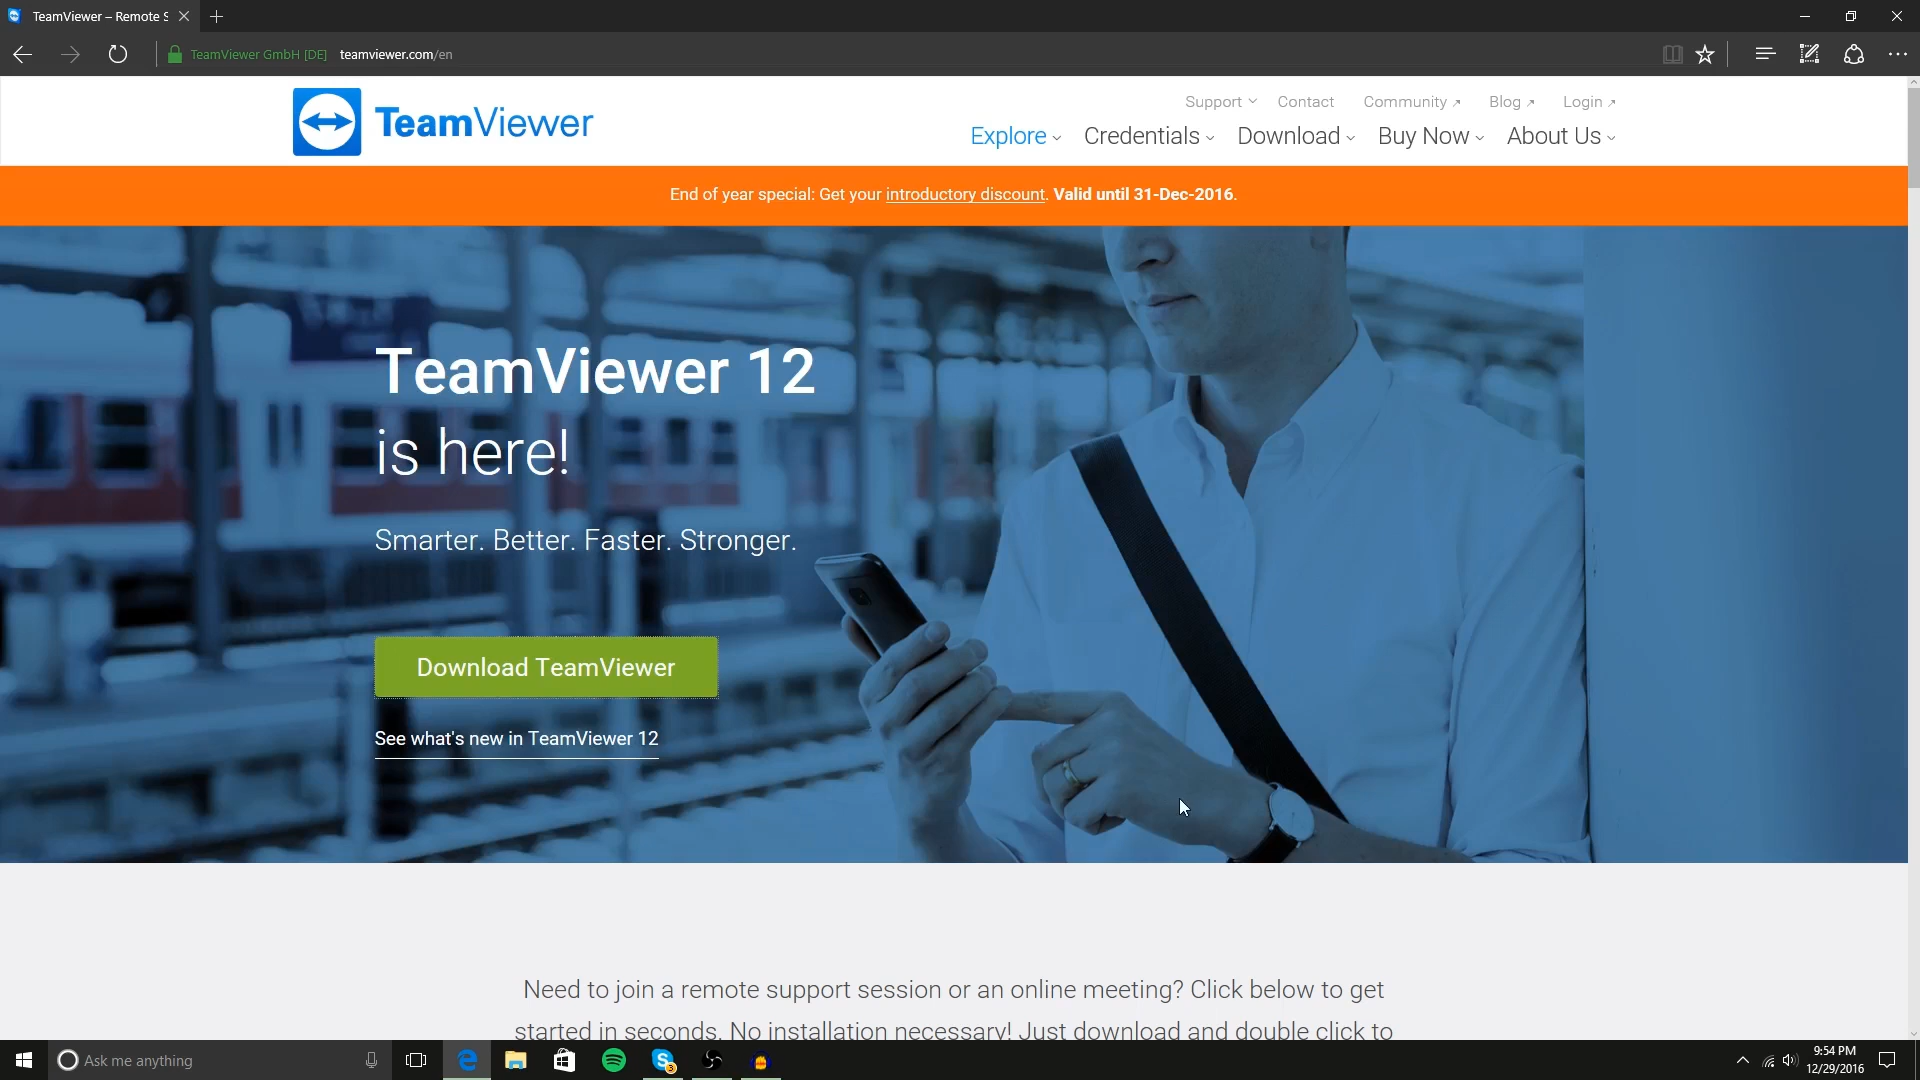 TeamViewer – Remote S
TeamViewer GmbH [DE] teamviewer.com/en
TeamViewer
Support Contact Community Blog Login
Explore Credentials Download Buy Now About Us
End of year special: Get your introductory discount. Valid until 31-Dec-2016.
TeamViewer 12
is here!
Smarter. Better. Faster. Stronger.
Download TeamViewer
See what's new in TeamViewer 12
Need to join a remote support session or an online meeting? Click below to get
started in seconds. No installation necessary! Just download and double click to
Ask me anything
S
3
9:54 PM
12/29/2016